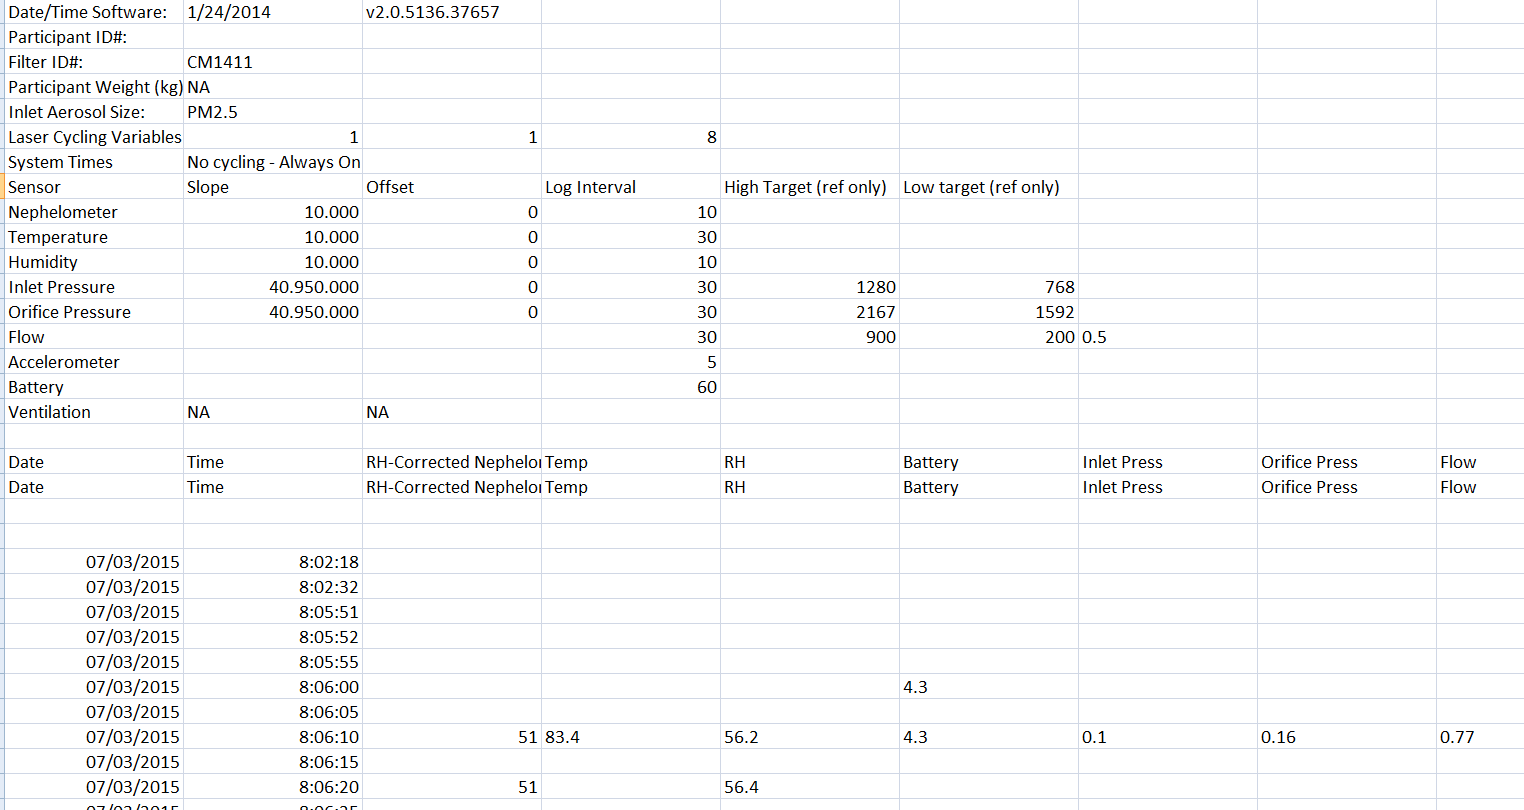 Date/Time Software: 1/24/2014 v2.0.5136.37657
Participant ID#:
Filter ID#: CM1411
Participant Weight (kg) NA
Inlet Aerosol Size: PM2.5
Laser Cycling Variables 1 1 8
System Times No cycling - Always On
Sensor Slope Offset Log Interval High Target (ref only) Low target (ref only)
Nephelometer 10.000 0 10
Temperature 10.000 0 30
Humidity 10.000 0 10
Inlet Pressure 40.950.000 0 30 1280 768
Orifice Pressure 40.950.000 0 30 2167 1592
Flow 30 900 200 0.5
Accelerometer 5
Battery 60
Ventilation NA NA
Date Time RH-Corrected Nephelo Temp RH Battery Inlet Press Orifice Press Flow
Date Time RH-Corrected Nephelo Temp RH Battery Inlet Press Orifice Press Flow
07/03/2015 8:02:18
07/03/2015 8:02:32
07/03/2015 8:05:51
07/03/2015 8:05:52
07/03/2015 8:05:55
07/03/2015 8:06:00 4.3
07/03/2015 8:06:05
07/03/2015 8:06:10 51 83.4 56.2 4.3 0.1 0.16 0.77
07/03/2015 8:06:15
07/03/2015 8:06:20 51 56.4